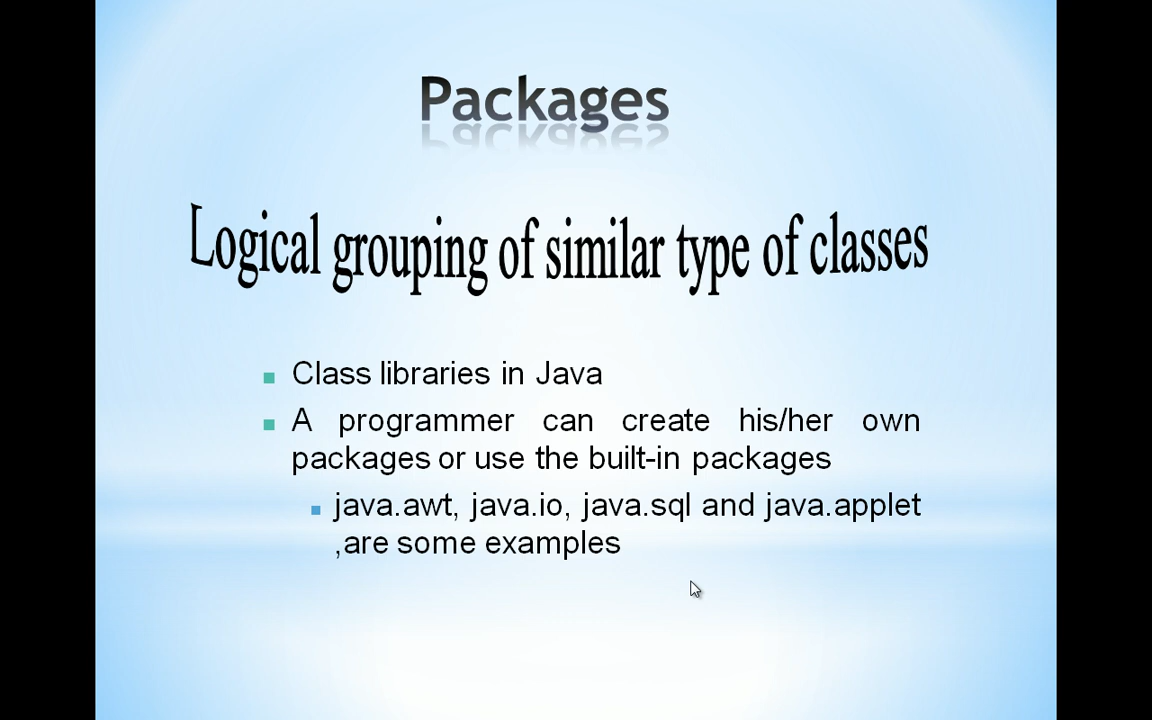 Packages
Logical grouping of similar type of classes
Class libraries in Java
A programmer can create his/her own
packages or use the built-in packages
java.awt, java.io, java.sql and java.applet
,are some examples